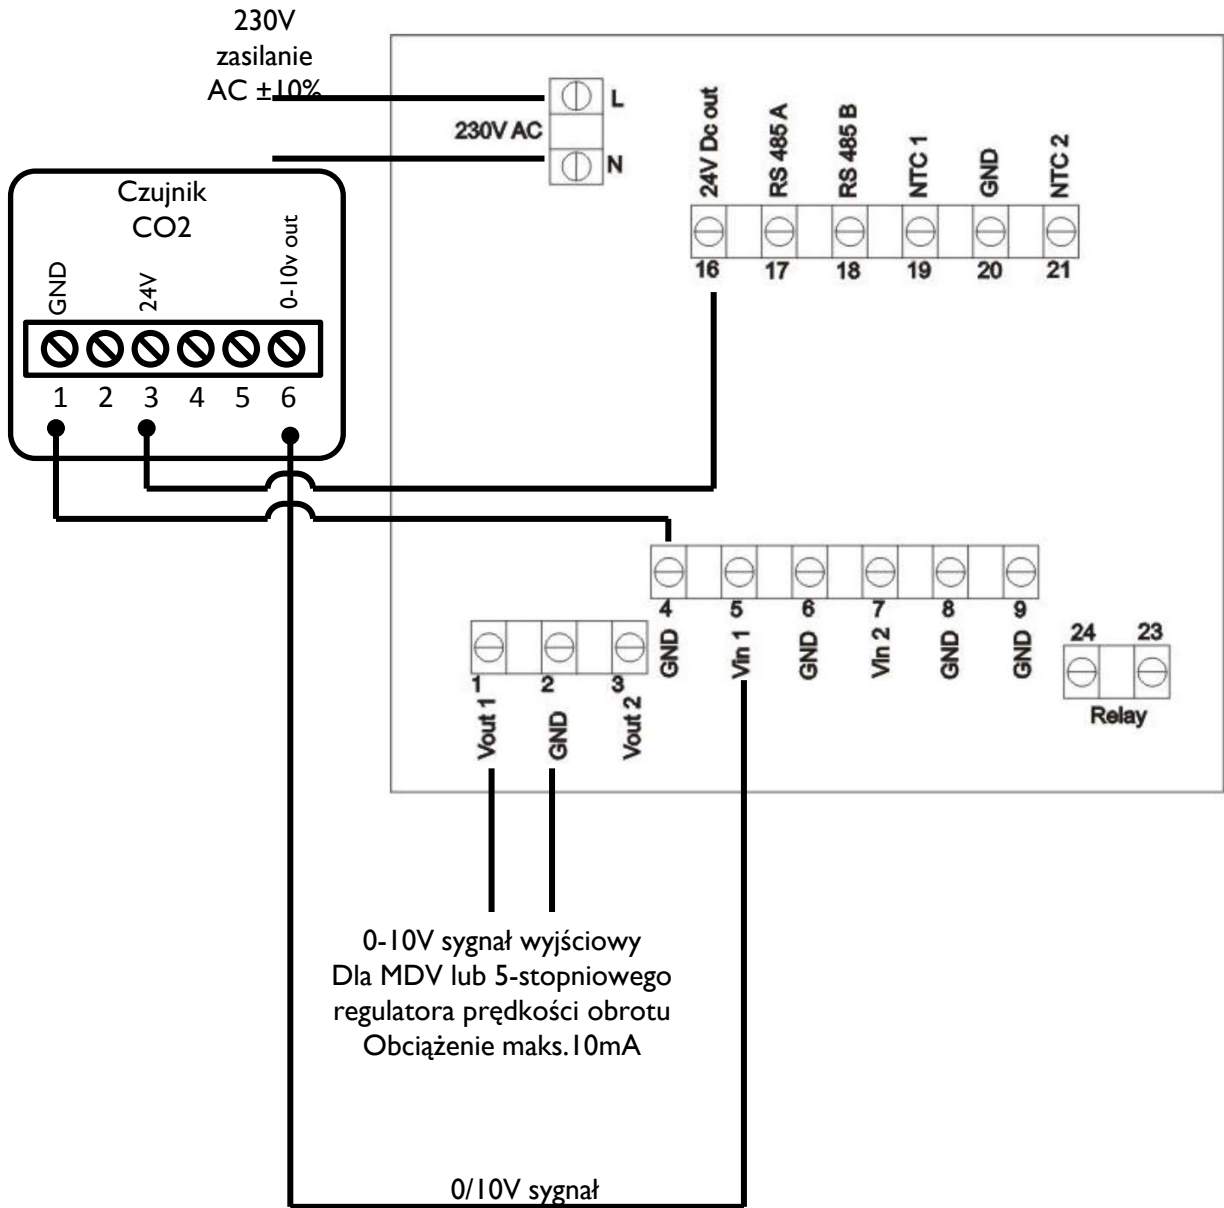 230V
zasilanie
AC ±10%
L
230V AC
N
24V Dc out
RS 485 A
RS 485 B
NTC 1
GND
NTC 2
16 17 18 19 20 21
Czujnik
CO2
GND
24V
0-10v out
1 2 3 4 5 6
4 5 6 7 8 9
GND
Vin 1
GND
Vin 2
GND
GND
24 23
Relay
1 2 3
Vout 1
GND
Vout 2
0-10V sygnał wyjściowy
Dla MDV lub 5-stopniowego
regulatora prędkości obrotu
Obciążenie maks.10mA
0/10V sygnał